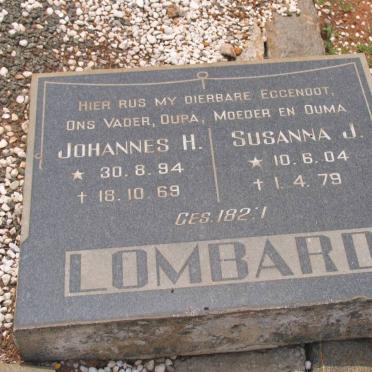 HIER RUS MY DIERBARE EGGENOOT,
ONS VADER, OUPA, MOEDER EN OUMA
JOHANNES H.
★ 30.8.94
† 18.10.69
SUSANNA J.
★ 10.6.04
† 1.4.79
GES. 182:1
LOMBARD